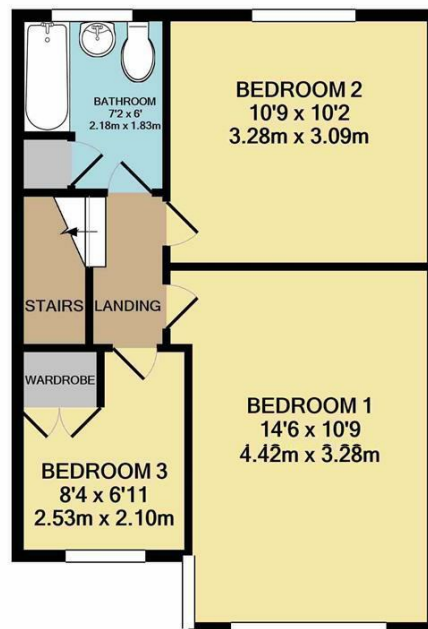 BATHROOM
7'2 x 6'
2.18m x 1.83m
BEDROOM 2
10'9 x 10'2
3.28m x 3.09m
STAIRS
LANDING
WARDROBE
BEDROOM 1
14'6 x 10'9
4.42m x 3.28m
BEDROOM 3
8'4 x 6'11
2.53m x 2.10m